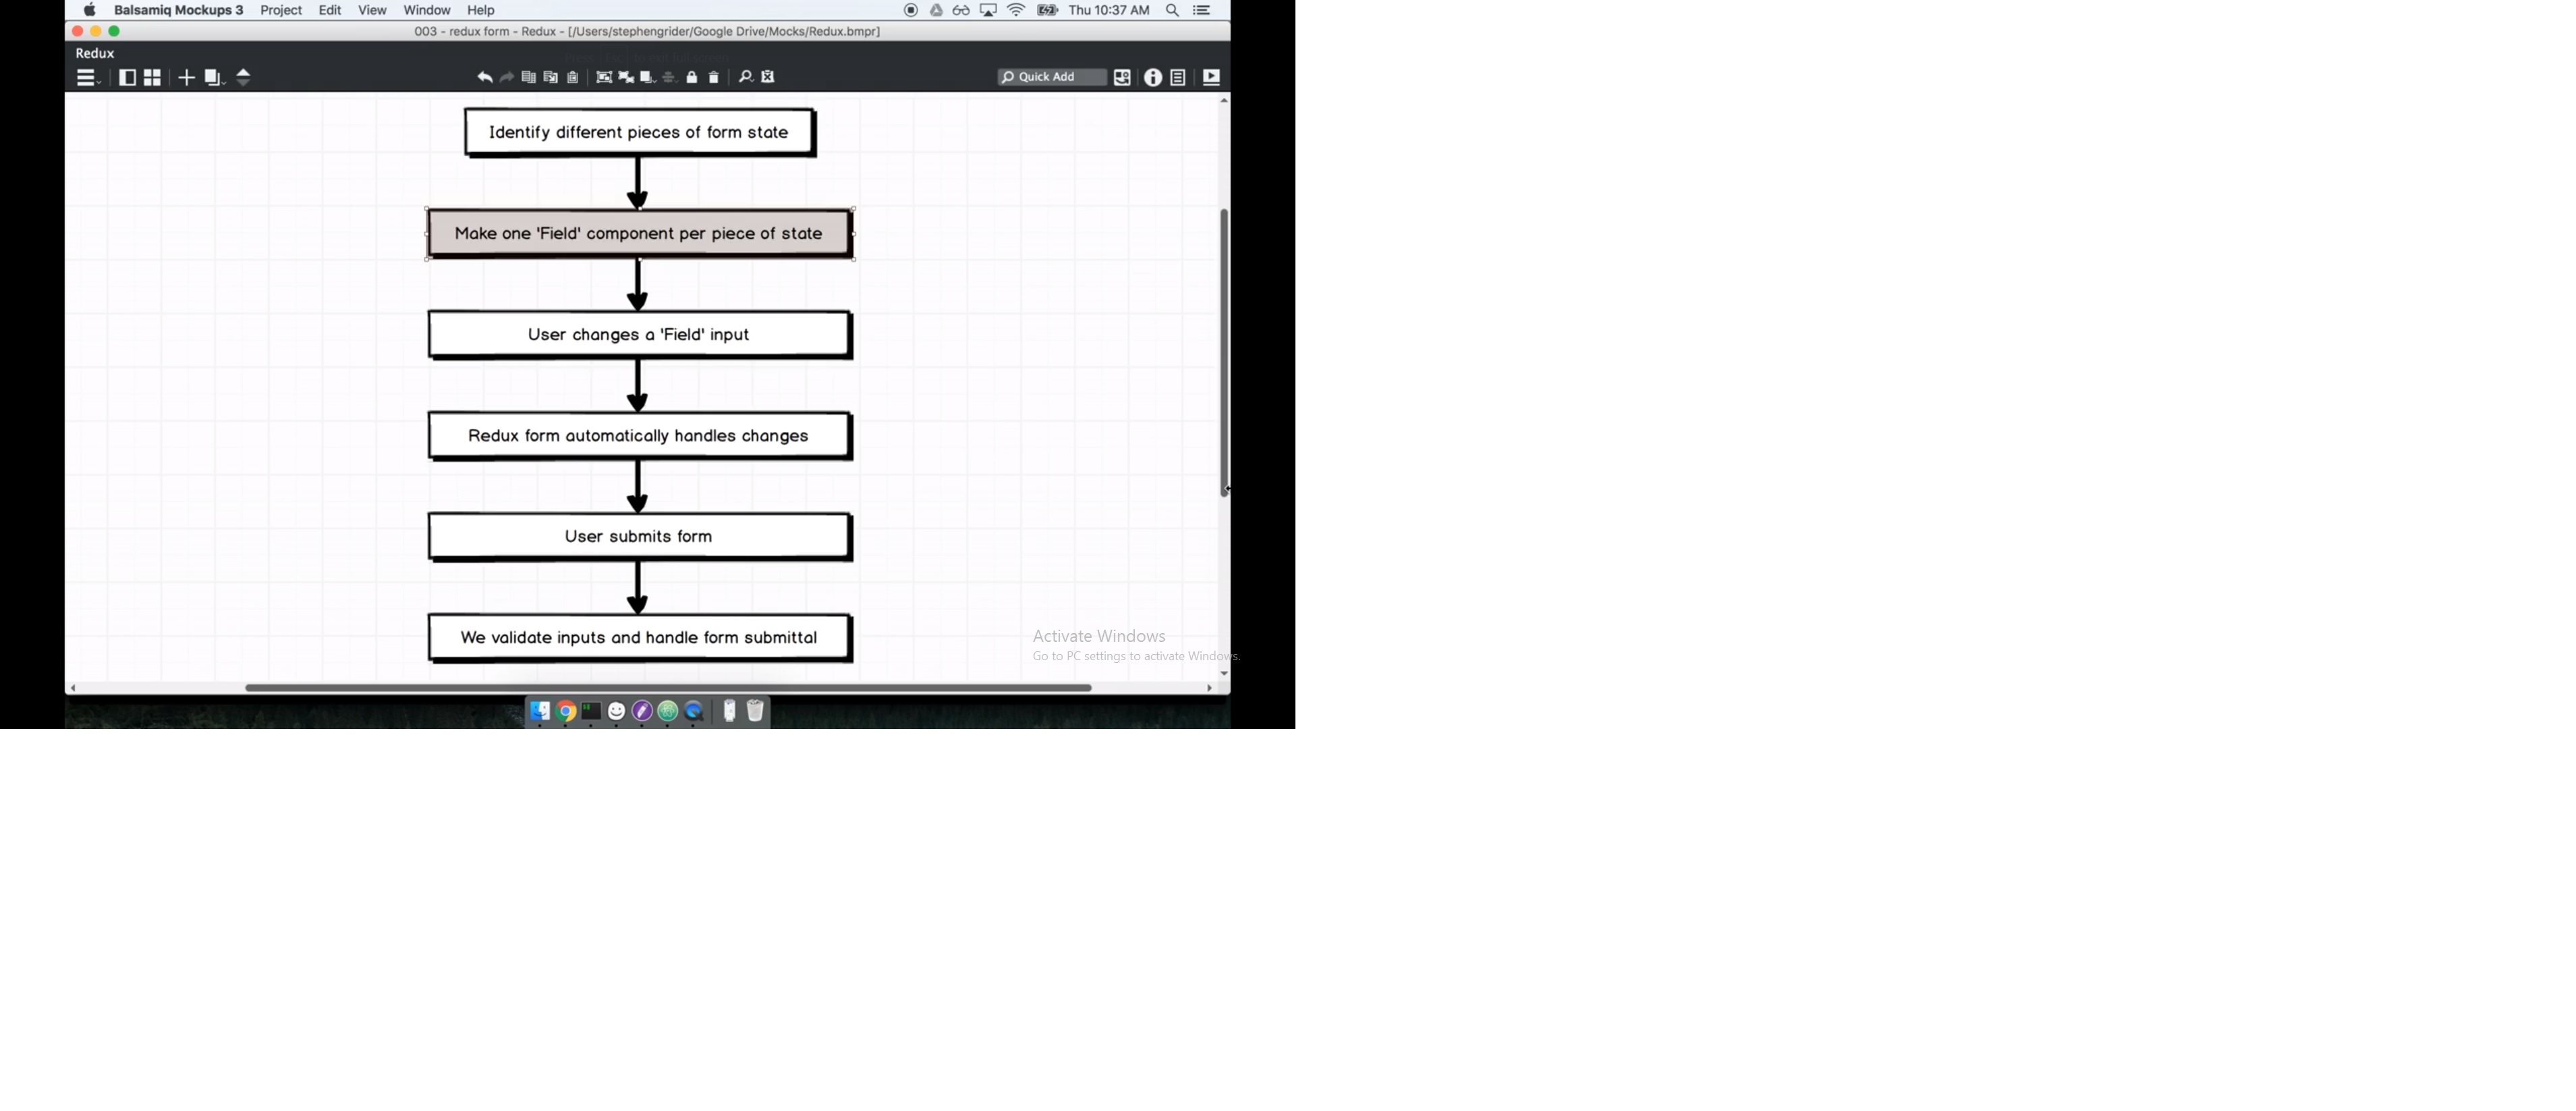 Balsamiq Mockups 3 Project Edit View Window Help Thu 10:37 AM
003 - redux form - Redux - [/Users/stephengrider/Google Drive/Mocks/Redux.bmpr]
Redux
Quick Add
Identify different pieces of form state
Make one 'Field' component per piece of state
User changes a 'Field' input
Redux form automatically handles changes
User submits form
We validate inputs and handle form submittal
Activate Windows
Go to PC settings to activate Windows.